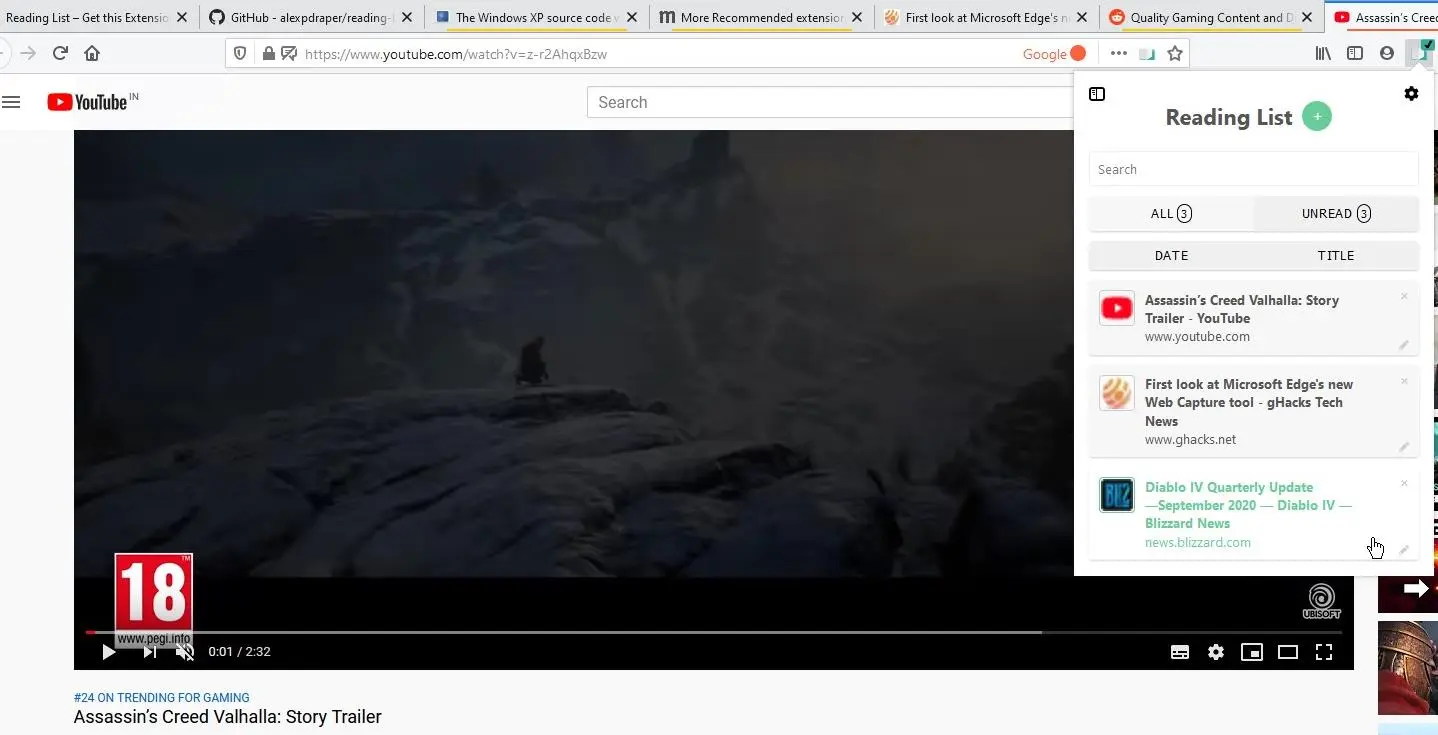 Reading List – Get this Extensio
GitHub - alexpdraper/reading-
The Windows XP source code
More Recommended extension
First look at Microsoft Edge's n
Quality Gaming Content and D
Assassin's Creed
https://www.youtube.com/watch?v=z-r2AhqxBzw
Google
YouTube IN
Search
18
www.pegi.info
UBISOFT
0:01 / 2:32
#24 ON TRENDING FOR GAMING
Assassin's Creed Valhalla: Story Trailer
Reading List +
Search
ALL 3
UNREAD 3
DATE
TITLE
Assassin's Creed Valhalla: Story
Trailer - YouTube
www.youtube.com
First look at Microsoft Edge's new
Web Capture tool - gHacks Tech
News
www.ghacks.net
Diablo IV Quarterly Update
—September 2020 — Diablo IV —
Blizzard News
news.blizzard.com